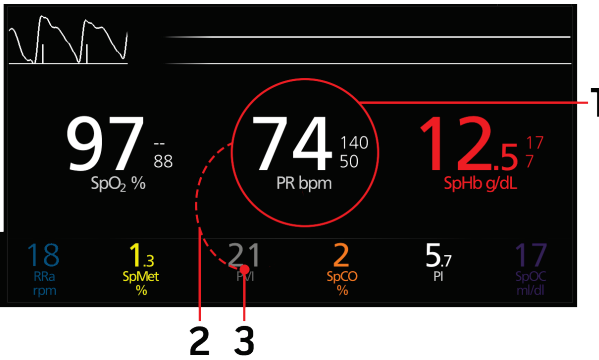 97 -- 88
SpO₂ %
74 140 50
PR bpm
12.5 17 7
SpHb g/dL
1
18
RRa
rpm
1.3
SpMet
%
21
PVI
2
SpCO
%
5.7
PI
17
SpOC
ml/dl
2 3